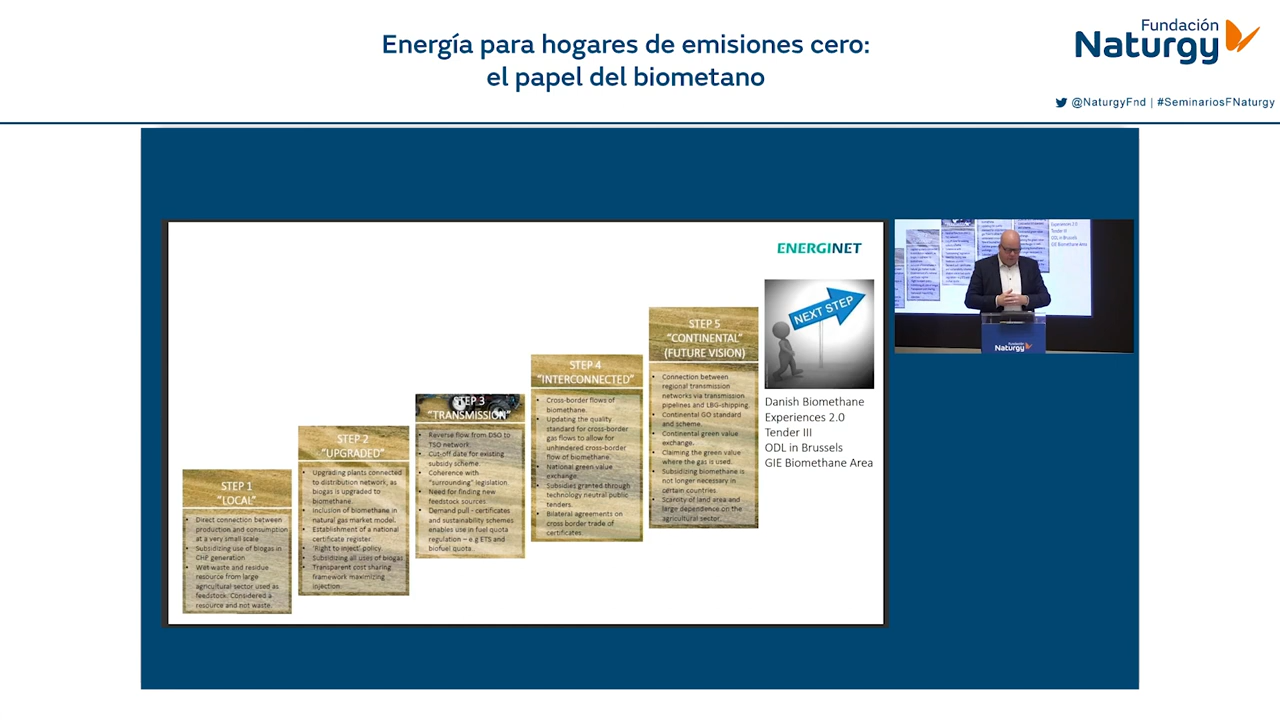 Energía para hogares de emisiones cero:
el papel del biometano
Fundación
Naturgy
@NaturgyFnd | #SeminariosFNaturgy
ENERGINET
STEP 1
"LOCAL"
• Direct connection between
production and consumption
at a very small scale
• Subsidizing use of biogas in
CHP generation
• Wet waste and residue
resource from large
agricultural sector used as
feedstock. Considered a
resource and not waste.
STEP 2
"UPGRADED"
• Upgrading plants connected
to distribution network, as
biogas is upgraded to
biomethane.
• Inclusion of biomethane in
natural gas market model.
• Establishment of a national
certificate register.
• 'Right to inject' policy.
• Subsidizing all uses of biogas
• Transparent cost sharing
framework maximizing
injection.
STEP 3
"TRANSMISSION"
• Reverse flow from DSO to
TSO network.
• Cut-off date for existing
subsidy scheme.
• Coherence with
"surrounding" legislation.
• Need for finding new
feedstock sources
• Demand pull - certificates
and sustainability schemes
enables use in fuel quota
regulation – e.g ETS and
biofuel quota
STEP 4
"INTERCONNECTED"
• Cross-border flows of
biomethane.
• Updating the quality
standard for cross-border
gas flows to allow for
unhindered cross-border
flow of biomethane.
• National green value
exchange.
• Subsidies granted through
technology neutral public
tenders.
• Bilateral agreements on
cross border trade of
certificates.
STEP 5
"CONTINENTAL"
(FUTURE VISION)
• Connection between
regional transmission
networks via transmission
pipelines and LBG-shipping.
• Continental GO standard
and scheme.
• Continental green value
exchange.
• Claiming the green value
where the gas is used.
• Subsidizing biomethane is
not longer necessary in
certain countries.
• Scarcity of land area and
large dependence on the
agricultural sector.
NEXT STEP
Danish Biomethane
Experiences 2.0
Tender III
ODL in Brussels
GIE Biomethane Area
Experiences 2.0
Tender III
ODL in Brussels
GIE Biomethane Area
Fundación
Naturgy